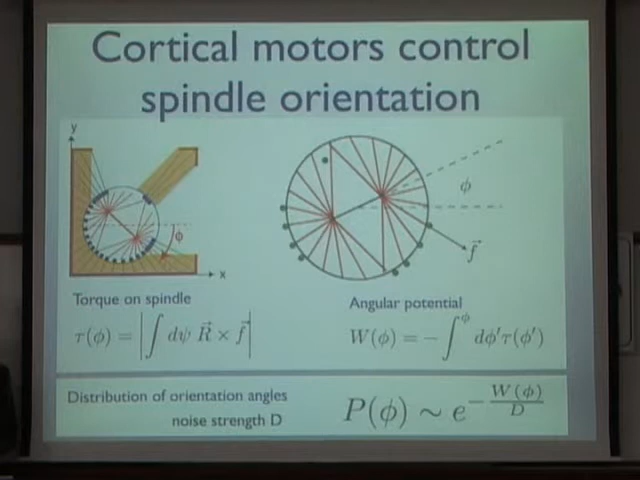 Cortical motors control
spindle orientation
y
ϕ
x
ϕ
f⃗
Torque on spindle
τ(ϕ) = |∫ dψ R⃗ × f⃗|
Angular potential
W(ϕ) = −∫^ϕ dϕ′τ(ϕ′)
Distribution of orientation angles
noise strength D
P(ϕ) ∼ e^{−W(ϕ)/D}